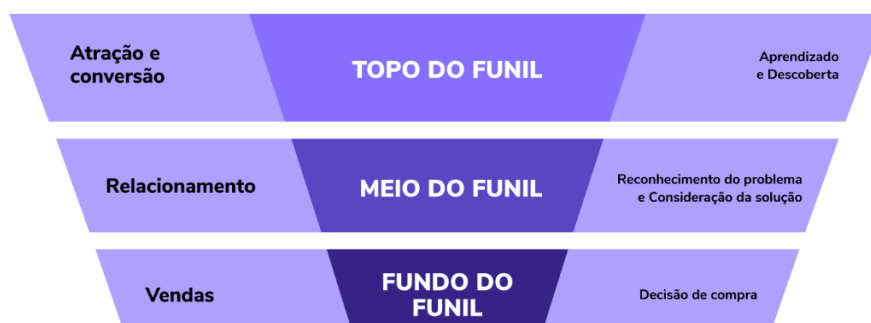 Atração e
conversão
TOPO DO FUNIL
Aprendizado
e Descoberta
Relacionamento
MEIO DO FUNIL
Reconhecimento do problema
e Consideração da solução
Vendas
FUNDO DO
FUNIL
Decisão de compra